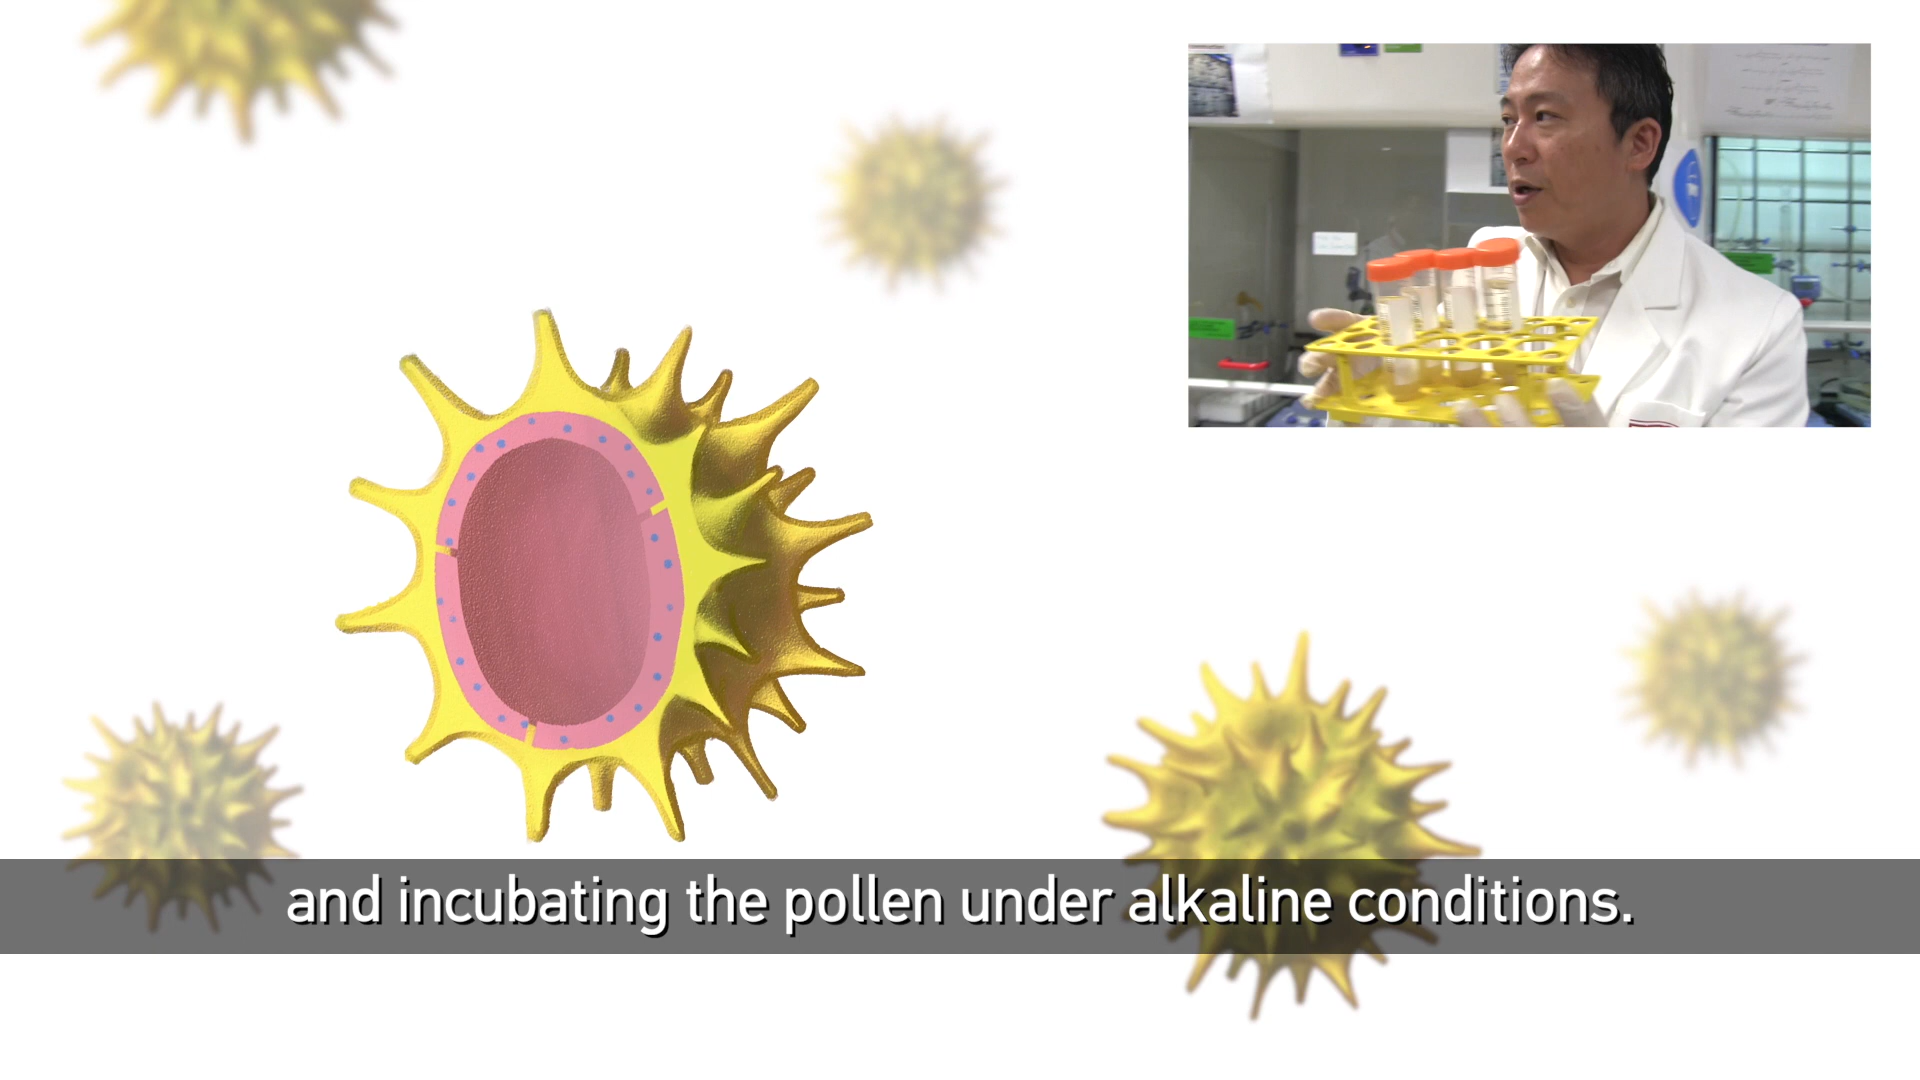 and incubating the pollen under alkaline conditions.